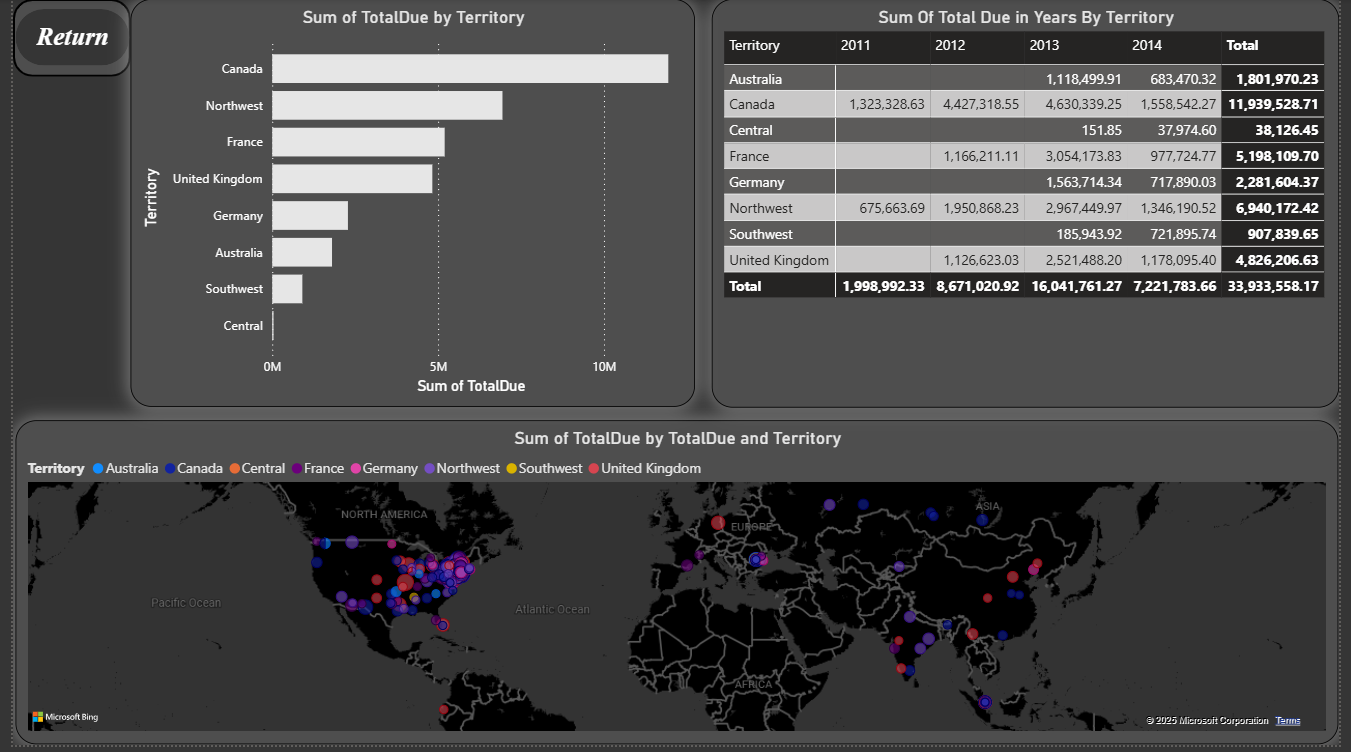 Return
Sum of TotalDue by Territory
Territory
Canada
Northwest
France
United Kingdom
Germany
Australia
Southwest
Central
0M 5M 10M
Sum of TotalDue
Sum Of Total Due in Years By Territory
Territory 2011 2012 2013 2014 Total
Australia 1,118,499.91 683,470.32 1,801,970.23
Canada 1,323,328.63 4,427,318.55 4,630,339.25 1,558,542.27 11,939,528.71
Central 151.85 37,974.60 38,126.45
France 1,166,211.11 3,054,173.83 977,724.77 5,198,109.70
Germany 1,563,714.34 717,890.03 2,281,604.37
Northwest 675,663.69 1,950,868.23 2,967,449.97 1,346,190.52 6,940,172.42
Southwest 185,943.92 721,895.74 907,839.65
United Kingdom 1,126,623.03 2,521,488.20 1,178,095.40 4,826,206.63
Total 1,998,992.33 8,671,020.92 16,041,761.27 7,221,783.66 33,933,558.17
Sum of TotalDue by TotalDue and Territory
Territory Australia Canada Central France Germany Northwest Southwest United Kingdom
NORTH AMERICA
EUROPE
ASIA
Pacific Ocean
Atlantic Ocean
AFRICA
Microsoft Bing
© 2025 Microsoft Corporation Terms